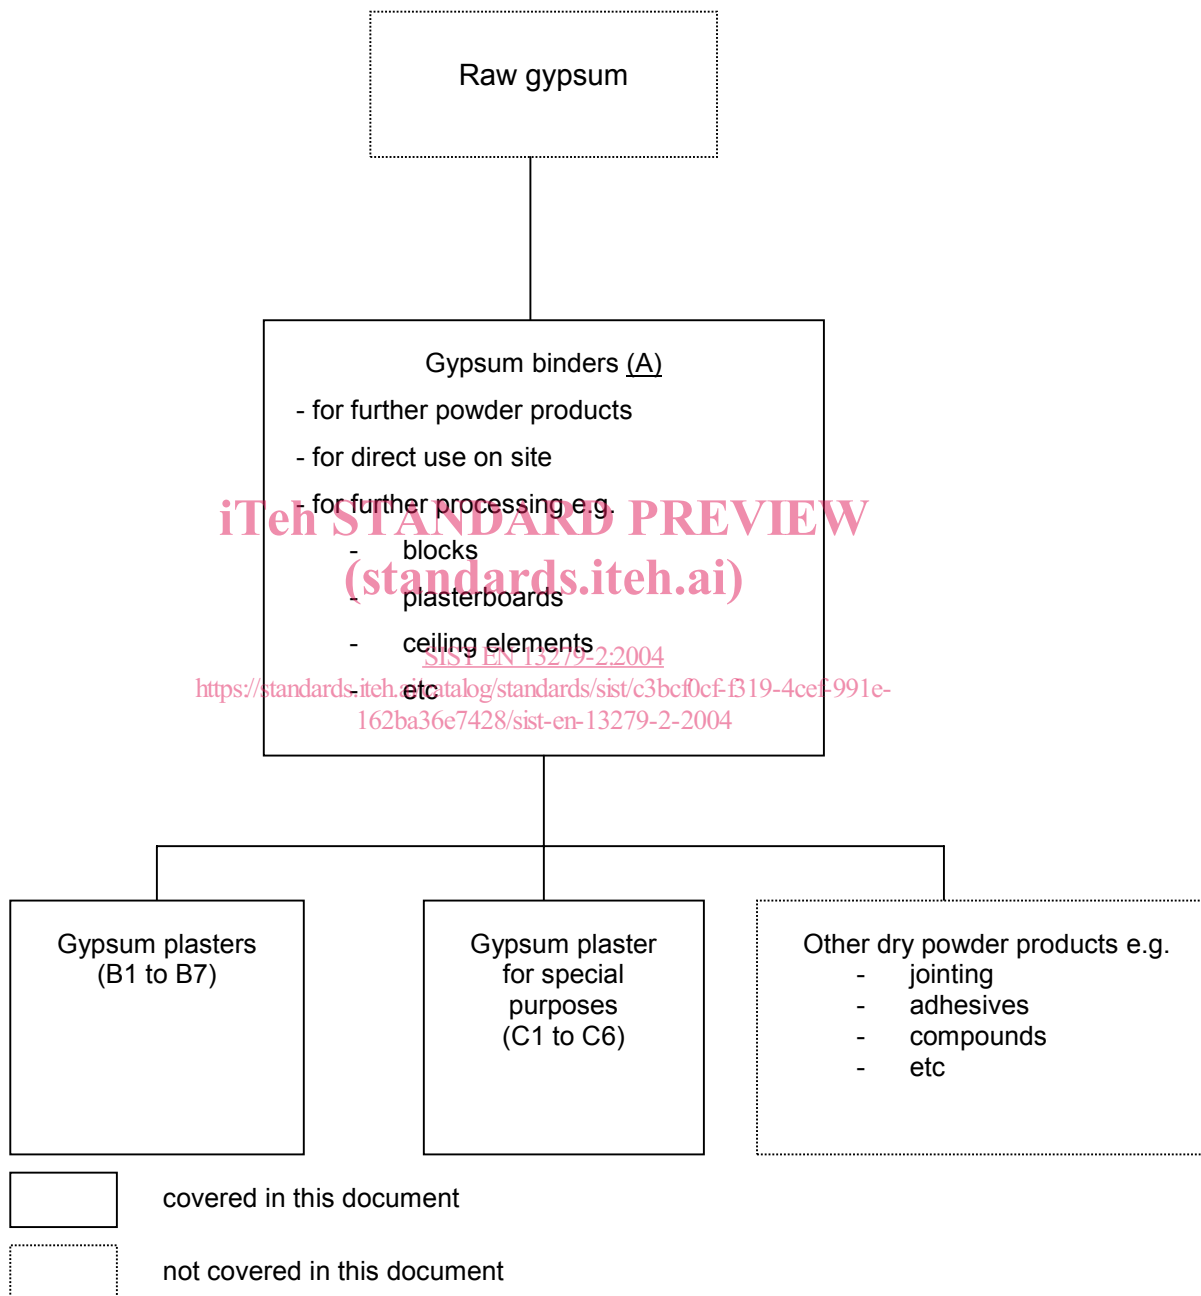 Raw gypsum
Gypsum binders (A)
- for further powder products
- for direct use on site
- for further processing e.g.
iTeh STANDARD PREVIEW
- blocks
(standards.iteh.ai)
- plasterboards
- ceiling elements
SIST EN 13279-2:2004
- etc
https://standards.iteh.ai/catalog/standards/sist/c3bcf0cf-f319-4cef-991e-
162ba36e7428/sist-en-13279-2-2004
Gypsum plasters
(B1 to B7)
Gypsum plaster
for special
purposes
(C1 to C6)
Other dry powder products e.g.
- jointing
- adhesives
- compounds
- etc
covered in this document
not covered in this document